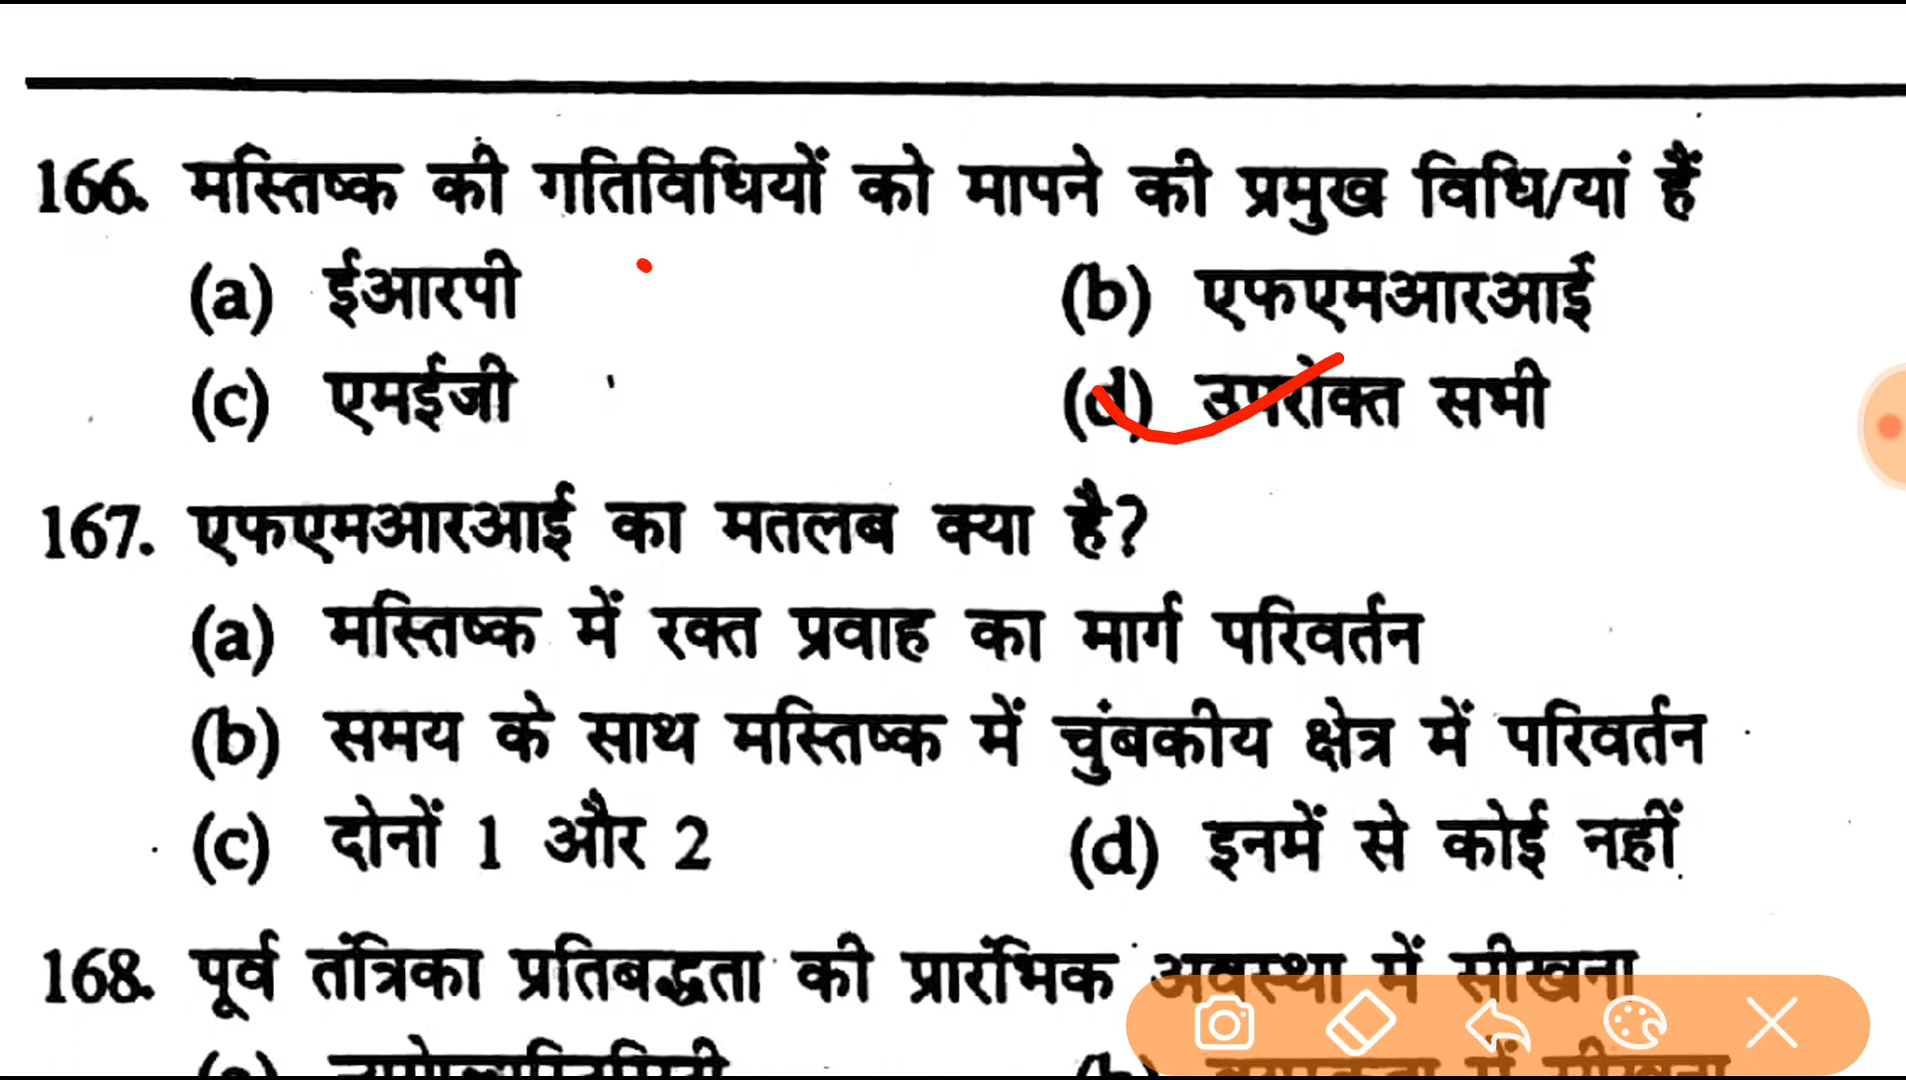 166. मस्तिष्क की गतिविधियों को मापने की प्रमुख विधि/यां हैं
(a) ईआरपी (b) एफएमआरआई
(c) एमईजी (d) उपरोक्त सभी
167. एफएमआरआई का मतलब क्या है?
(a) मस्तिष्क में रक्त प्रवाह का मार्ग परिवर्तन
(b) समय के साथ मस्तिष्क में चुंबकीय क्षेत्र में परिवर्तन
(c) दोनों 1 और 2 (d) इनमें से कोई नहीं
168. पूर्व तंत्रिका प्रतिबद्धता की प्रारंभिक अवस्था में सीखना